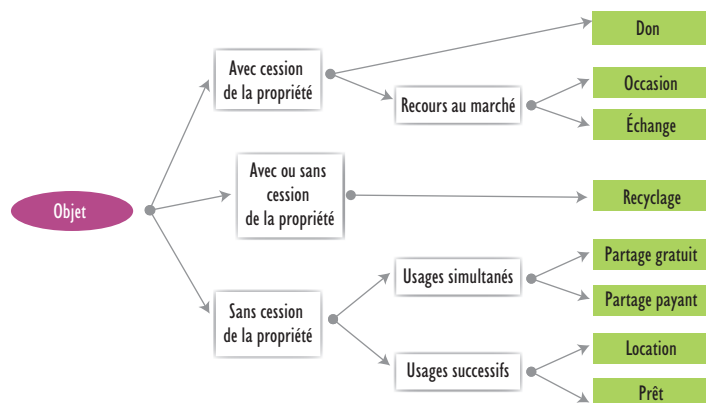 Objet
Avec cession
de la propriété
Recours au marché
Don
Occasion
Échange
Avec ou sans
cession
de la propriété
Recyclage
Sans cession
de la propriété
Usages simultanés
Partage gratuit
Partage payant
Usages successifs
Location
Prêt